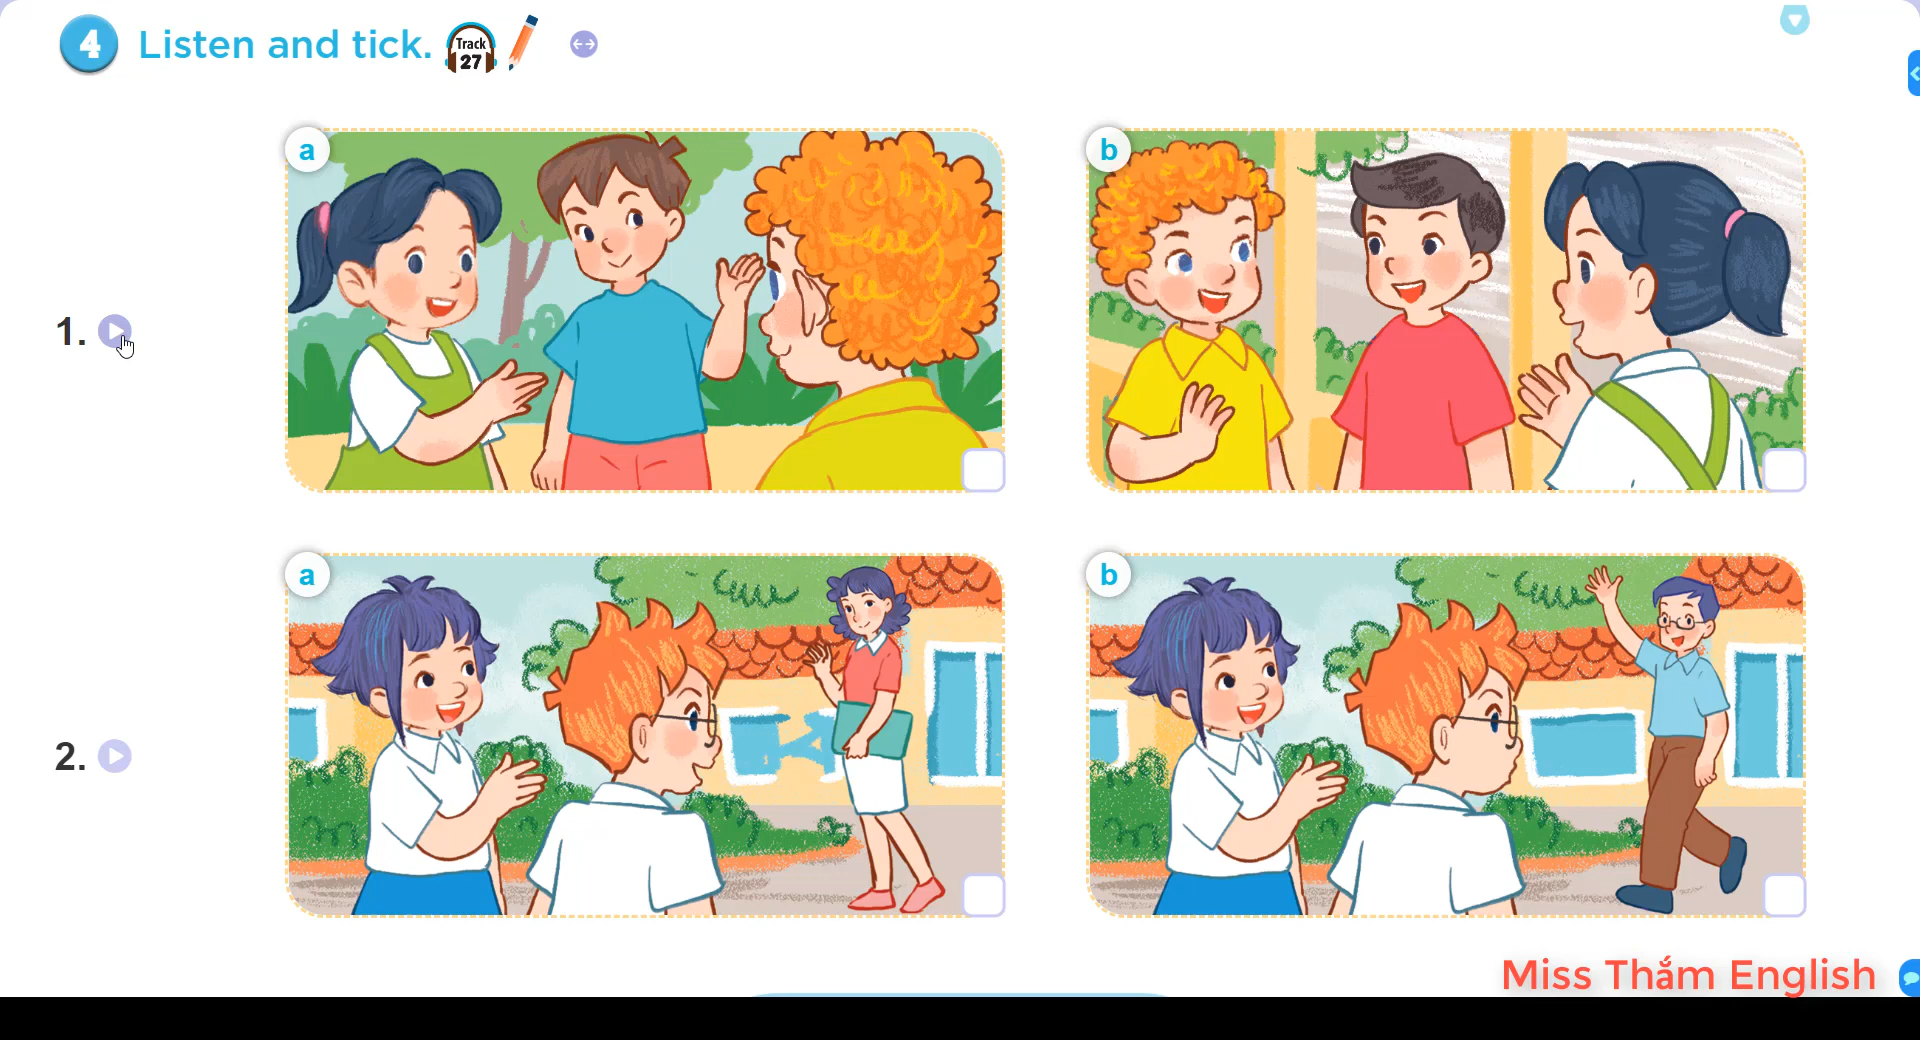 4 Listen and tick. Track 27
a
b
1.
a
b
2.
Miss Thắm English